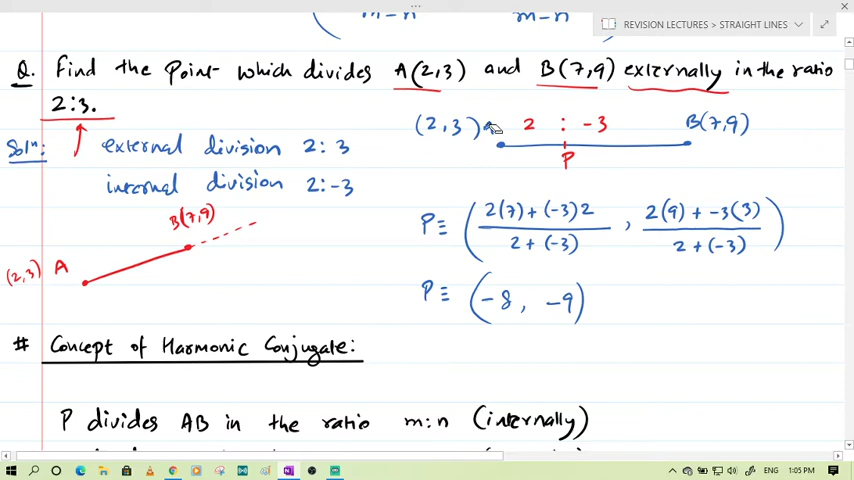 m-n m-n
REVISION LECTURES > STRAIGHT LINES
Q. Find the Point which divides A(2,3) and B(7,9) externally in the ratio
2:3.
Solⁿ: external division 2:3
internal division 2:-3
B(7,9)
(2,3) A
(2,3) A 2 : -3 B(7,9)
P
P≡ ( 2(7)+(-3)2 / 2+(-3) , 2(9)+-3(3) / 2+(-3) )
P≡ (-8, -9)
# Concept of Harmonic Conjugate:
P divides AB in the ratio m:n (internally)
ENG 1:05 PM